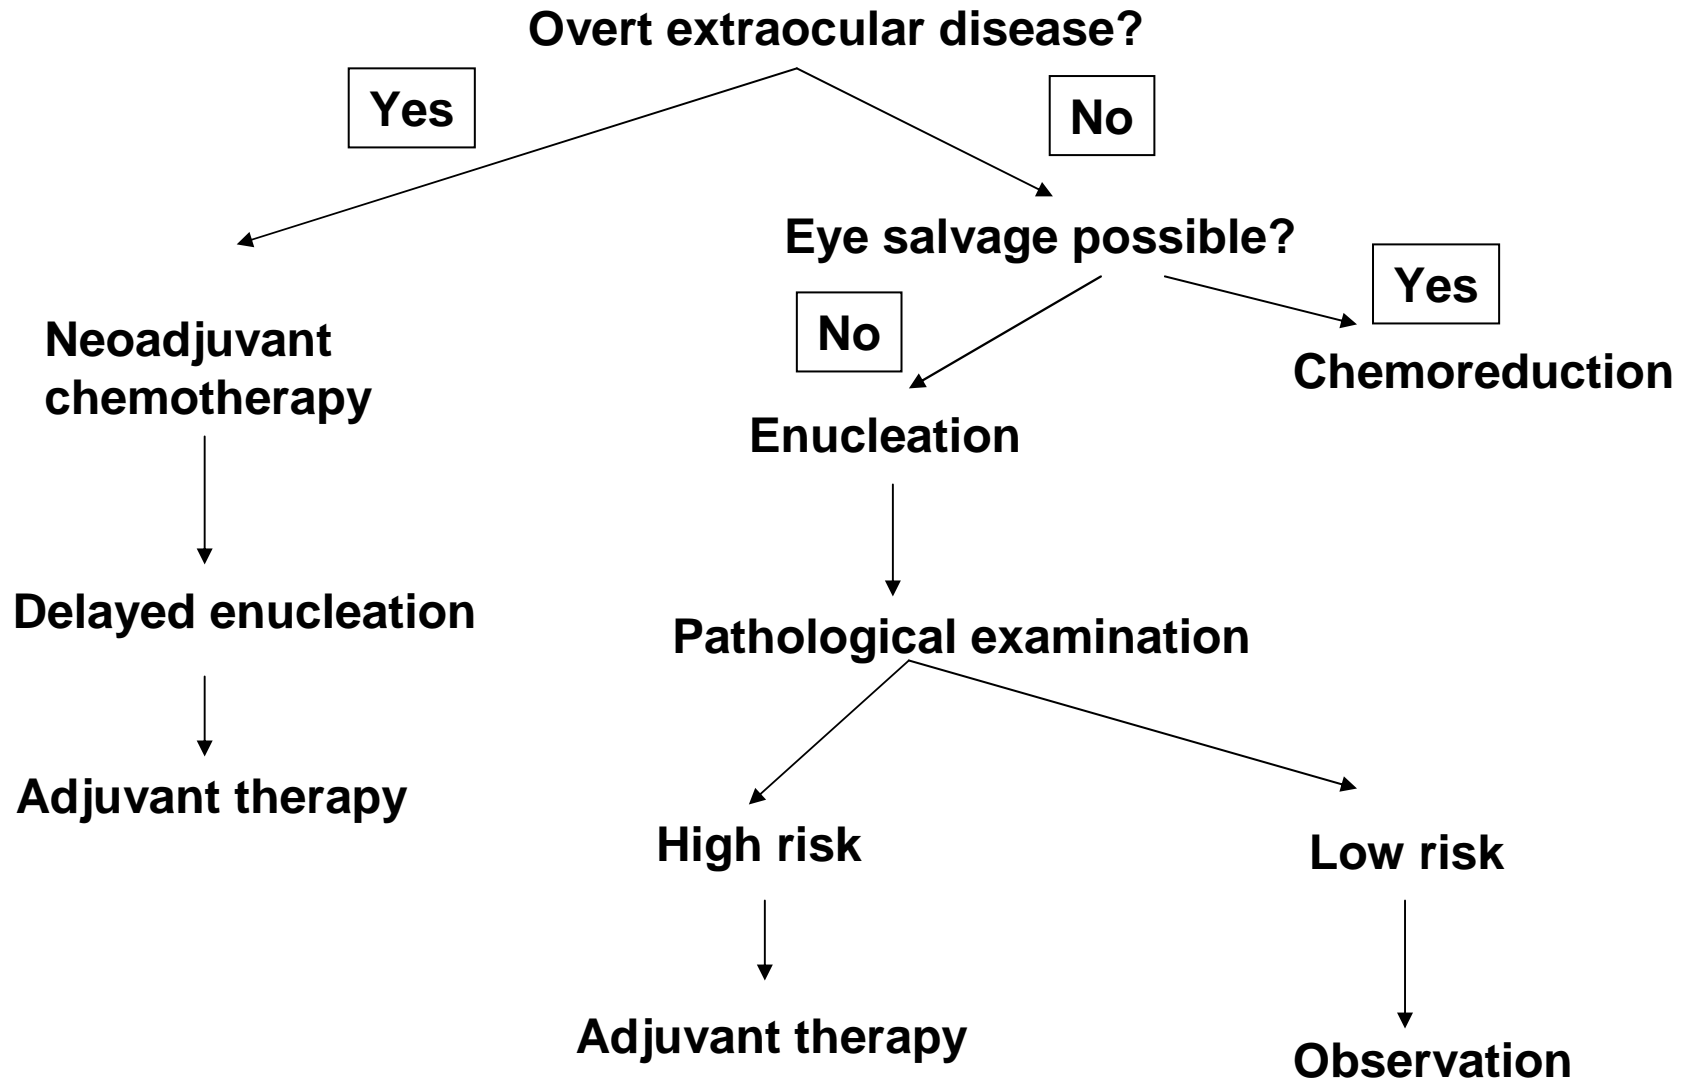 Overt extraocular disease?
Yes
No
Eye salvage possible?
No
Yes
Neoadjuvant
chemotherapy
Chemoreduction
Enucleation
Delayed enucleation
Pathological examination
Adjuvant therapy
High risk
Low risk
Adjuvant therapy
Observation